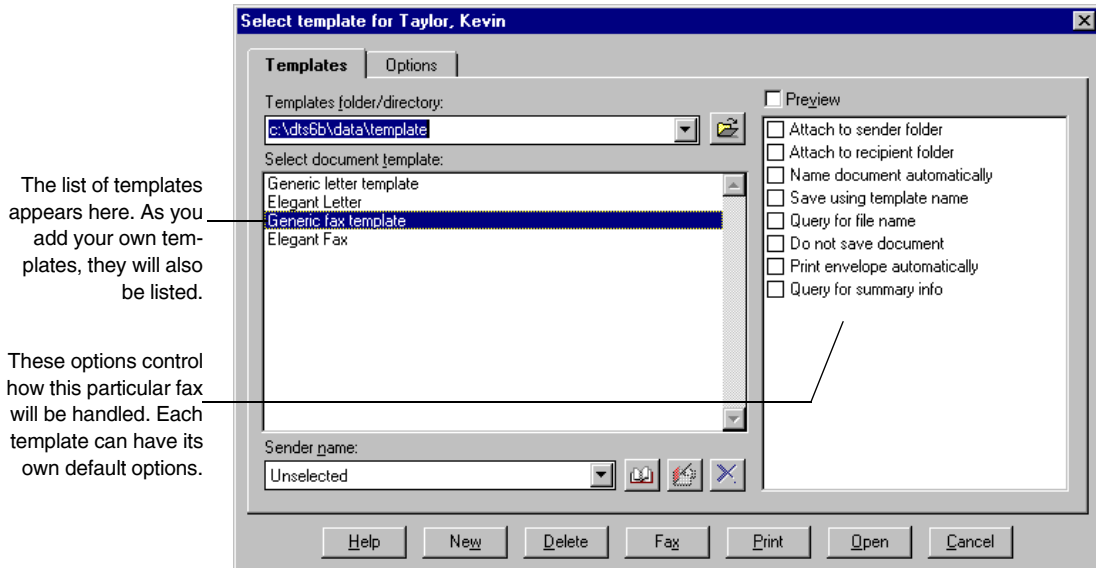 Select template for Taylor, Kevin
Templates
Options
Templates folder/directory:
c:\dts6b\data\template
Select document template:
Generic letter template
Elegant Letter
Generic fax template
Elegant Fax
Sender name:
Unselected
Preview
Attach to sender folder
Attach to recipient folder
Name document automatically
Save using template name
Query for file name
Do not save document
Print envelope automatically
Query for summary info
Help
New
Delete
Fax
Print
Open
Cancel
The list of templates
appears here. As you
add your own tem-
plates, they will also
be listed.
These options control
how this particular fax
will be handled. Each
template can have its
own default options.